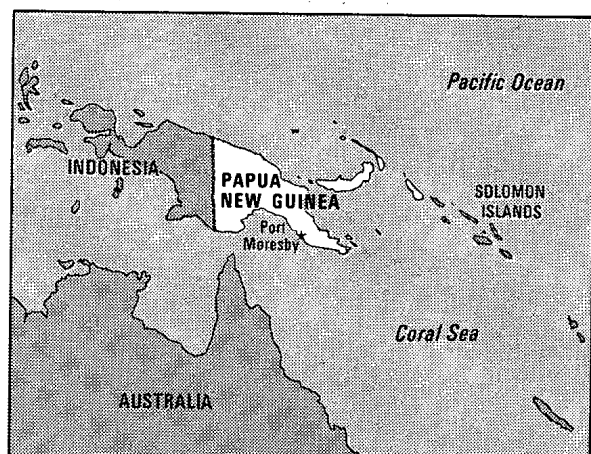 Pacific Ocean
INDONESIA
PAPUA
NEW GUINEA
SOLOMON
ISLANDS
Port
Moresby
Coral Sea
AUSTRALIA